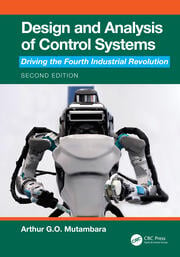 Design and Analysis of
Control Systems
Driving the Fourth Industrial Revolution
SECOND EDITION
Arthur G.O. Mutambara
CRC Press